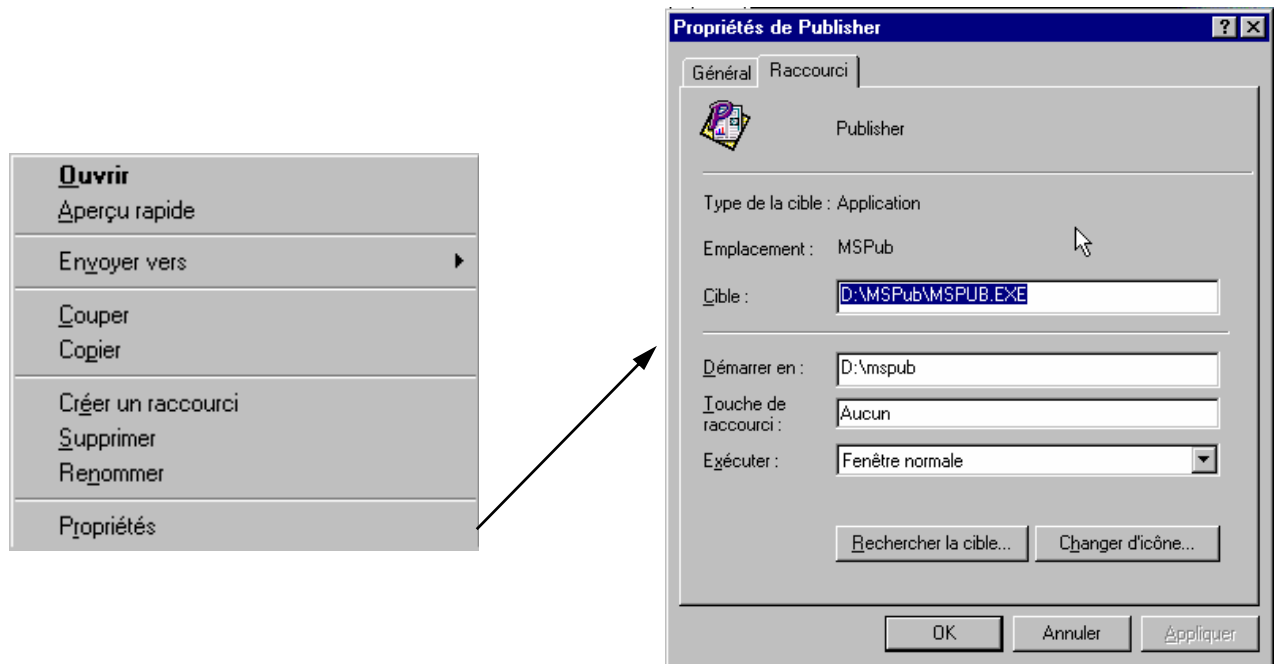 Ouvrir
Aperçu rapide
Envoyer vers
Couper
Copier
Créer un raccourci
Supprimer
Renommer
Propriétés
Propriétés de Publisher
Général Raccourci
Publisher
Type de la cible : Application
Emplacement : MSPub
Cible : D:\MSPub\MSPUB.EXE
Démarrer en : D:\mspub
Touche de
raccourci : Aucun
Exécuter : Fenêtre normale
Rechercher la cible... Changer d'icône...
OK Annuler Appliquer